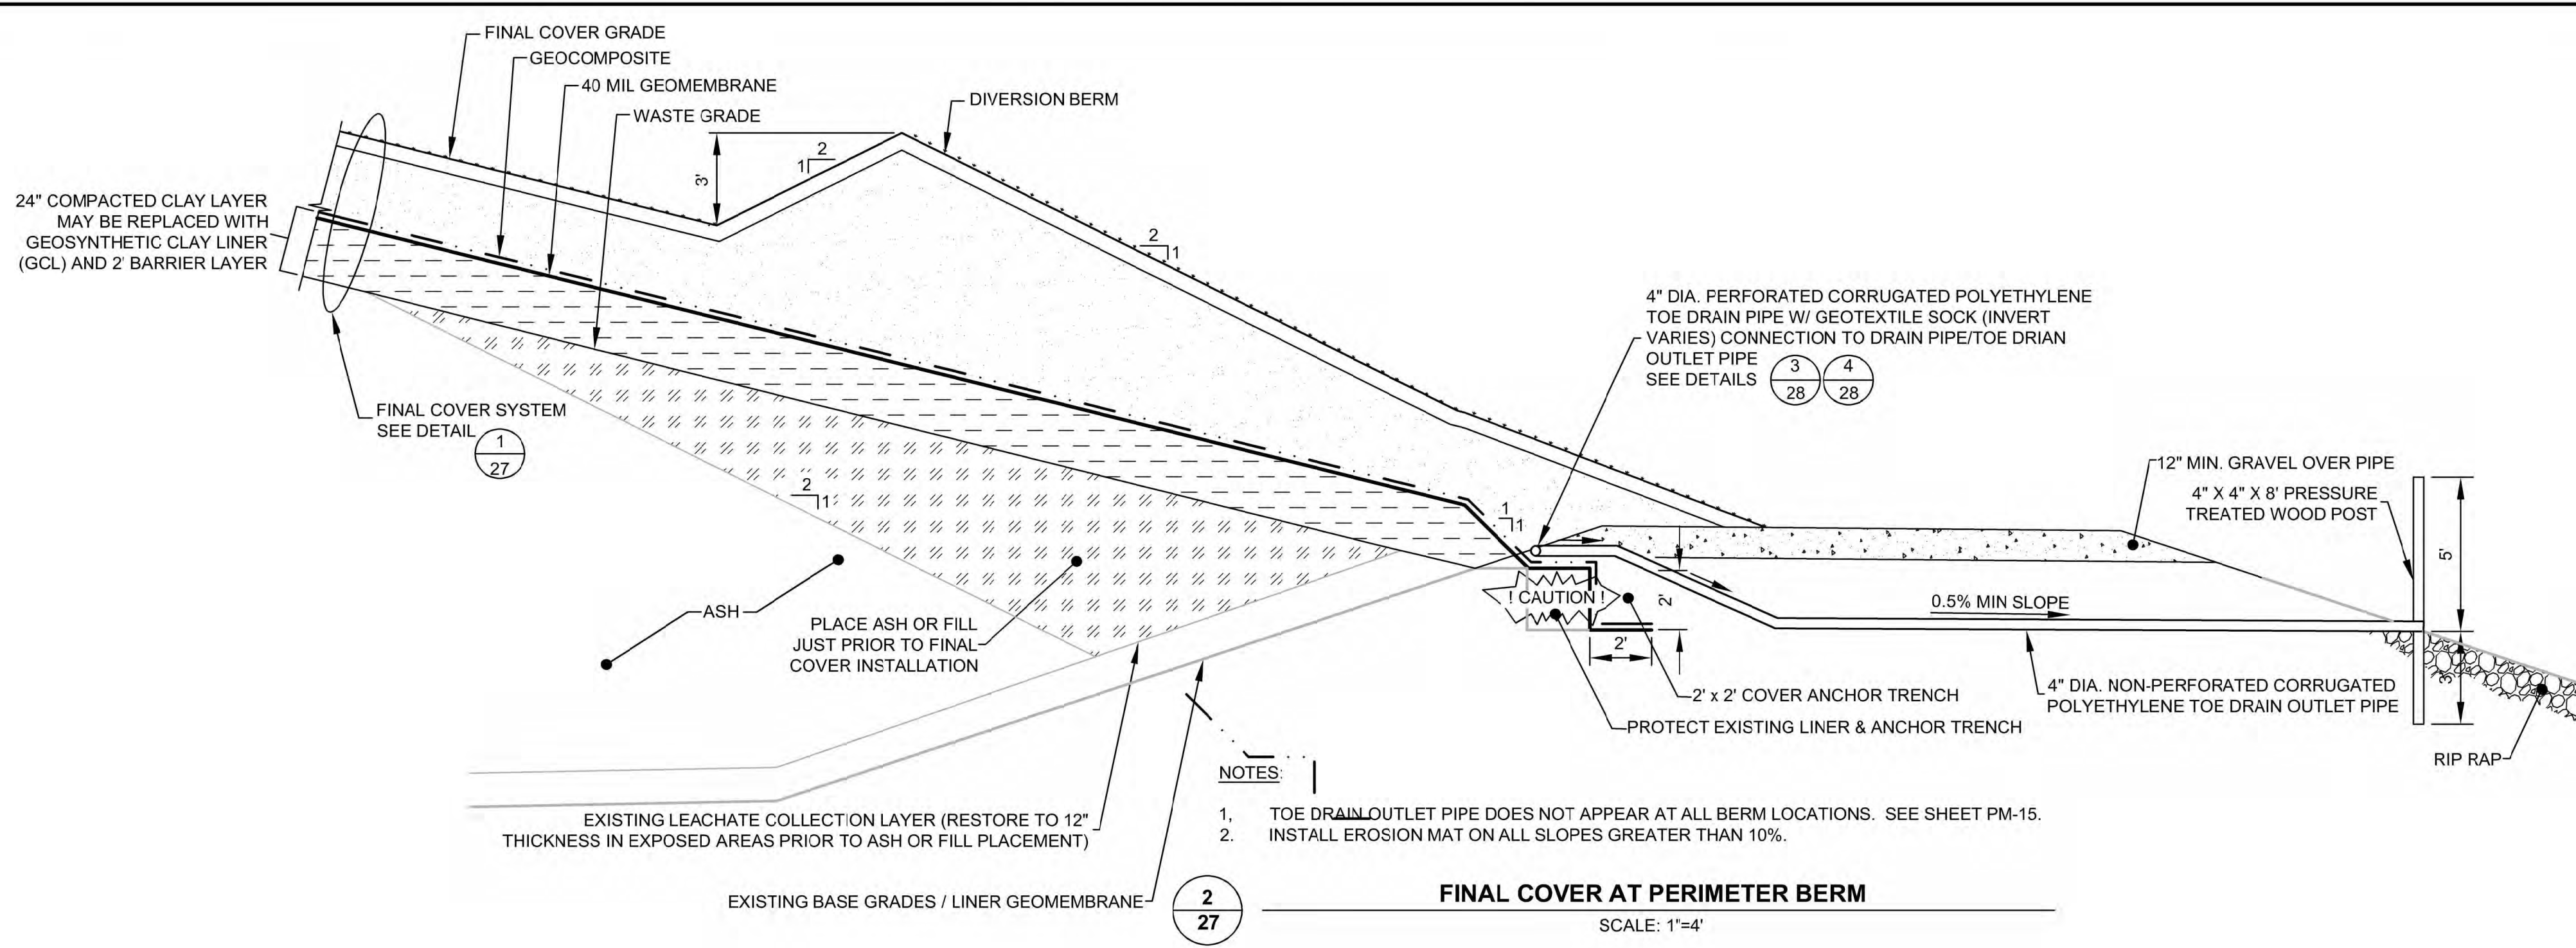 FINAL COVER GRADE
GEOCOMPOSITE
40 MIL GEOMEMBRANE
WASTE GRADE
DIVERSION BERM
3'
2
1
24" COMPACTED CLAY LAYER
MAY BE REPLACED WITH
GEOSYNTHETIC CLAY LINER
(GCL) AND 2' BARRIER LAYER
2
1
4" DIA. PERFORATED CORRUGATED POLYETHYLENE
TOE DRAIN PIPE W/ GEOTEXTILE SOCK (INVERT
VARIES) CONNECTION TO DRAIN PIPE/TOE DRIAN
OUTLET PIPE
SEE DETAILS
3
28
4
28
FINAL COVER SYSTEM
SEE DETAIL
1
27
2
1
1
1
12" MIN. GRAVEL OVER PIPE
4" X 4" X 8' PRESSURE
TREATED WOOD POST
5'
3'
ASH
PLACE ASH OR FILL
JUST PRIOR TO FINAL
COVER INSTALLATION
! CAUTION !
2'
2'
0.5% MIN SLOPE
2' x 2' COVER ANCHOR TRENCH
PROTECT EXISTING LINER & ANCHOR TRENCH
4" DIA. NON-PERFORATED CORRUGATED
POLYETHYLENE TOE DRAIN OUTLET PIPE
RIP RAP
EXISTING LEACHATE COLLECTION LAYER (RESTORE TO 12"
THICKNESS IN EXPOSED AREAS PRIOR TO ASH OR FILL PLACEMENT)
EXISTING BASE GRADES / LINER GEOMEMBRANE
NOTES:
1, TOE DRAIN OUTLET PIPE DOES NOT APPEAR AT ALL BERM LOCATIONS. SEE SHEET PM-15.
2. INSTALL EROSION MAT ON ALL SLOPES GREATER THAN 10%.
2
27
FINAL COVER AT PERIMETER BERM
SCALE: 1"=4'